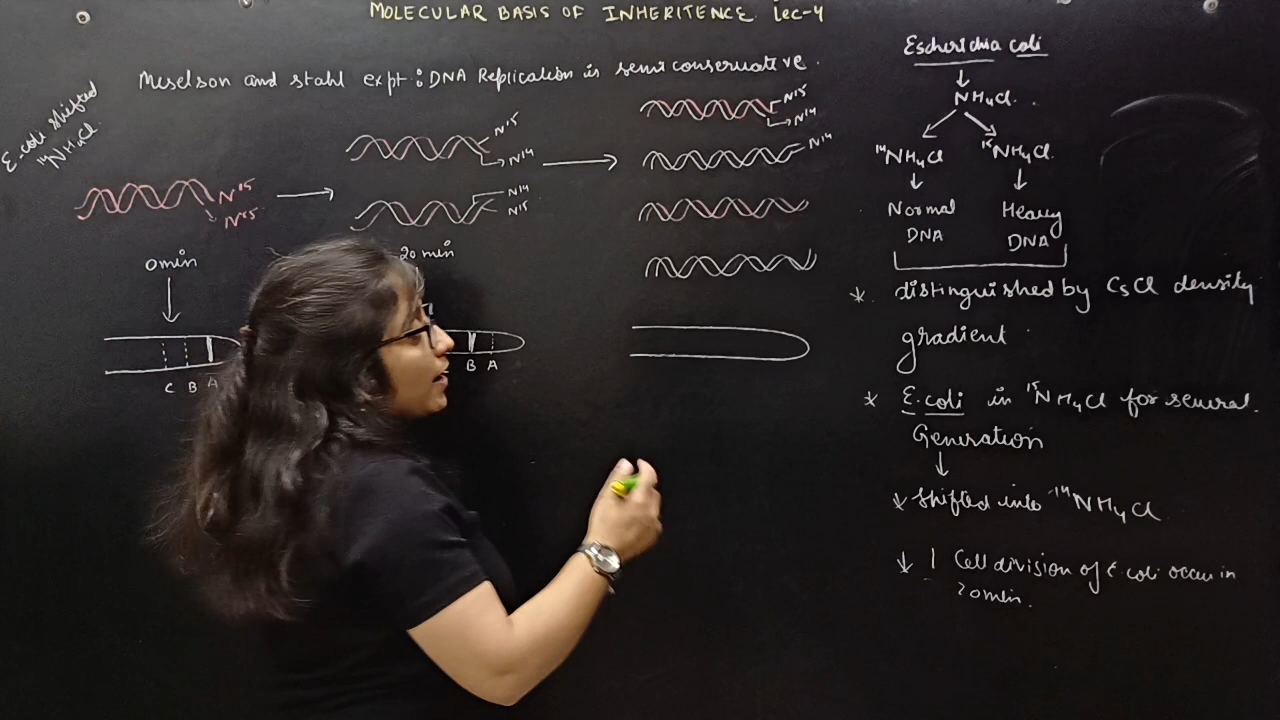 MOLECULAR BASIS OF INHERITENCE lec-4
Meselson and stahl expt: DNA Replication is semiconservative.
E.coli shifted
¹⁴NH₄Cl.
N¹⁵
N¹⁵
0min
C B A
N¹⁵
N¹⁴
N14
N15
20 min
B A
N¹⁵
N¹⁴
N¹⁴
Escherichia coli
NH₄Cl.
¹⁴NH₄Cl ¹⁵NH₄Cl.
Normal DNA
Heavy DNA
* distinguished by CsCl density
gradient
* E.coli in ¹⁵NH₄Cl for several.
Generation
* shifted into ¹⁴NH₄Cl
* 1 Cell division of E.coli occur in
20min.